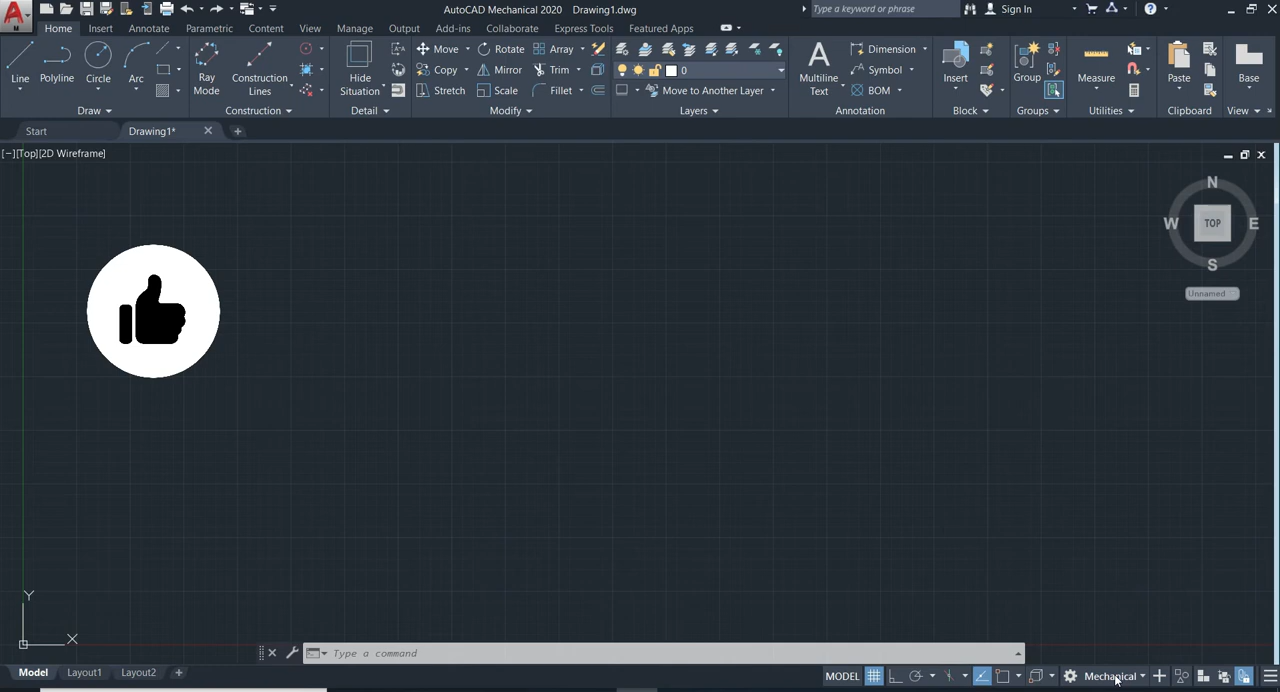 AutoCAD Mechanical 2020 Drawing1.dwg
Type a keyword or phrase
Sign In
Home Insert Annotate Parametric Content View Manage Output Add-ins Collaborate Express Tools Featured Apps
Line Polyline Circle Arc
Draw
Ray Mode
Construction Lines
Construction
Hide Situation
Detail
Move Rotate Array
Copy Mirror Trim
Stretch Scale Fillet
Modify
0
Move to Another Layer
Layers
Multiline Text
Dimension
Symbol
BOM
Annotation
Insert
Block
Group
Groups
Measure
Utilities
Paste
Clipboard
Base
View
Start
Drawing1*
[−][Top][2D Wireframe]
N
W TOP E
S
Unnamed
Y
X
Type a command
Model Layout1 Layout2
MODEL
Mechanical